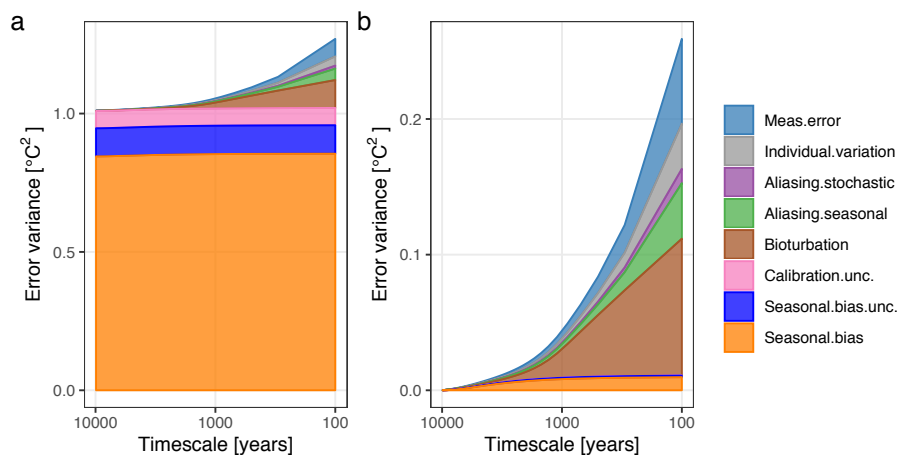 a
b
Error variance [°C²]
1.0
0.5
0.0
10000
1000
100
Timescale [years]
Error variance [°C²]
0.2
0.1
0.0
10000
1000
100
Timescale [years]
Meas.error
Individual.variation
Aliasing.stochastic
Aliasing.seasonal
Bioturbation
Calibration.unc.
Seasonal.bias.unc.
Seasonal.bias